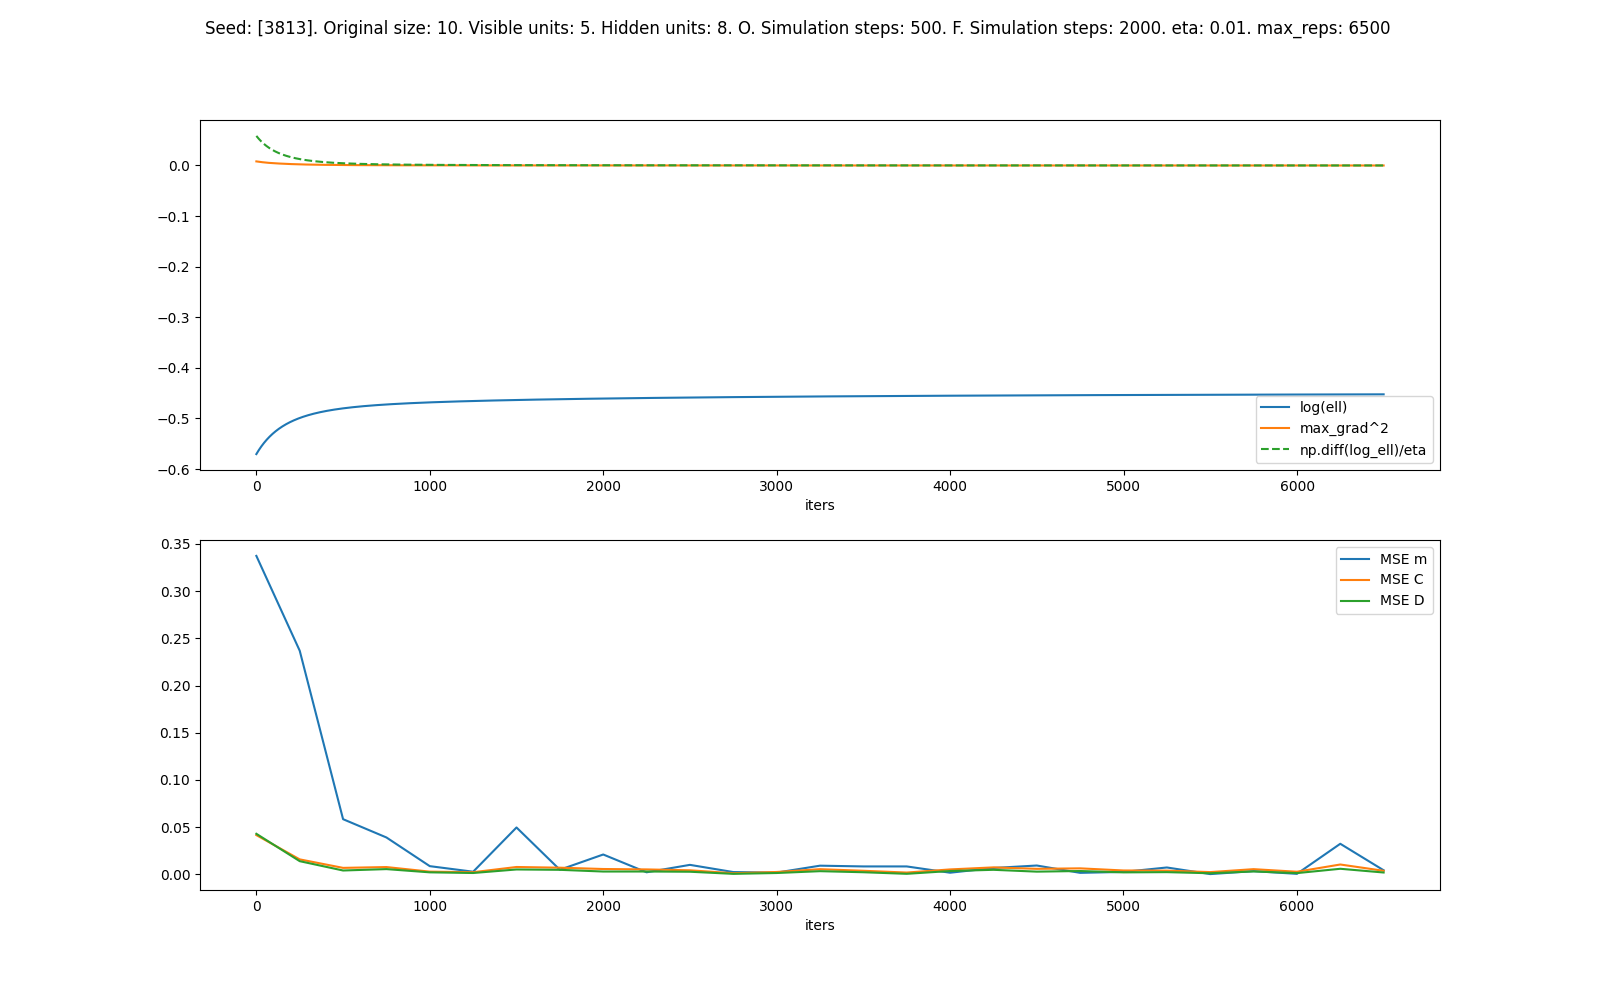 Seed: [3813]. Original size: 10. Visible units: 5. Hidden units: 8. O. Simulation steps: 500. F. Simulation steps: 2000. eta: 0.01. max_reps: 6500
0.0
−0.1
−0.2
−0.3
−0.4
−0.5
−0.6
log(ell)
max_grad^2
np.diff(log_ell)/eta
0 1000 2000 3000 4000 5000 6000
iters
0.35
0.30
0.25
0.20
0.15
0.10
0.05
0.00
MSE m
MSE C
MSE D
0 1000 2000 3000 4000 5000 6000
iters